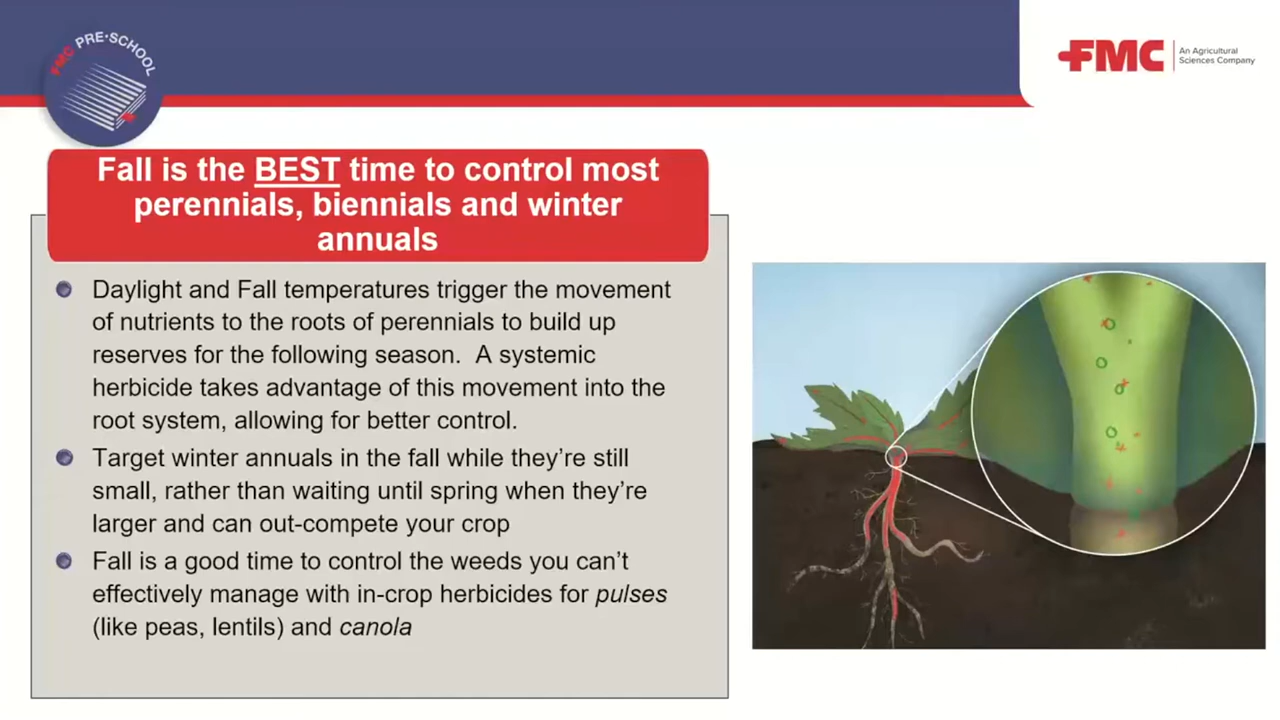 FMC PRE•SCHOOL
FMC
An Agricultural
Sciences Company
Fall is the BEST time to control most
perennials, biennials and winter
annuals
Daylight and Fall temperatures trigger the movement
of nutrients to the roots of perennials to build up
reserves for the following season. A systemic
herbicide takes advantage of this movement into the
root system, allowing for better control.
Target winter annuals in the fall while they’re still
small, rather than waiting until spring when they’re
larger and can out-compete your crop
Fall is a good time to control the weeds you can’t
effectively manage with in-crop herbicides for pulses
(like peas, lentils) and canola